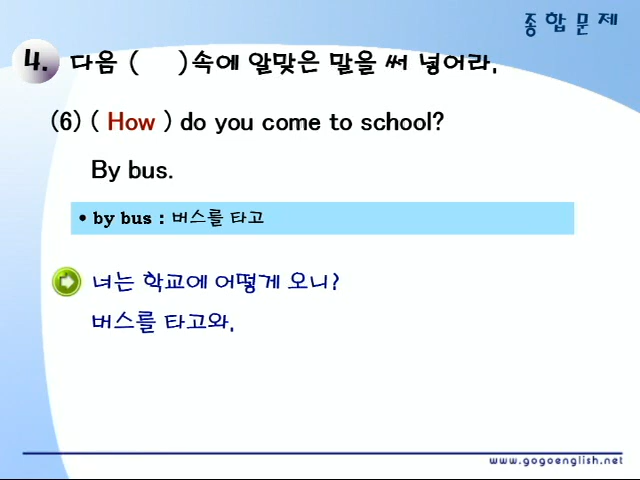 종합문제
4. 다음 ( )속에 알맞은 말을 써 넣어라.
(6) ( How ) do you come to school?
By bus.
• by bus : 버스를 타고
너는 학교에 어떻게 오니?
버스를 타고와.
www.gogoenglish.net